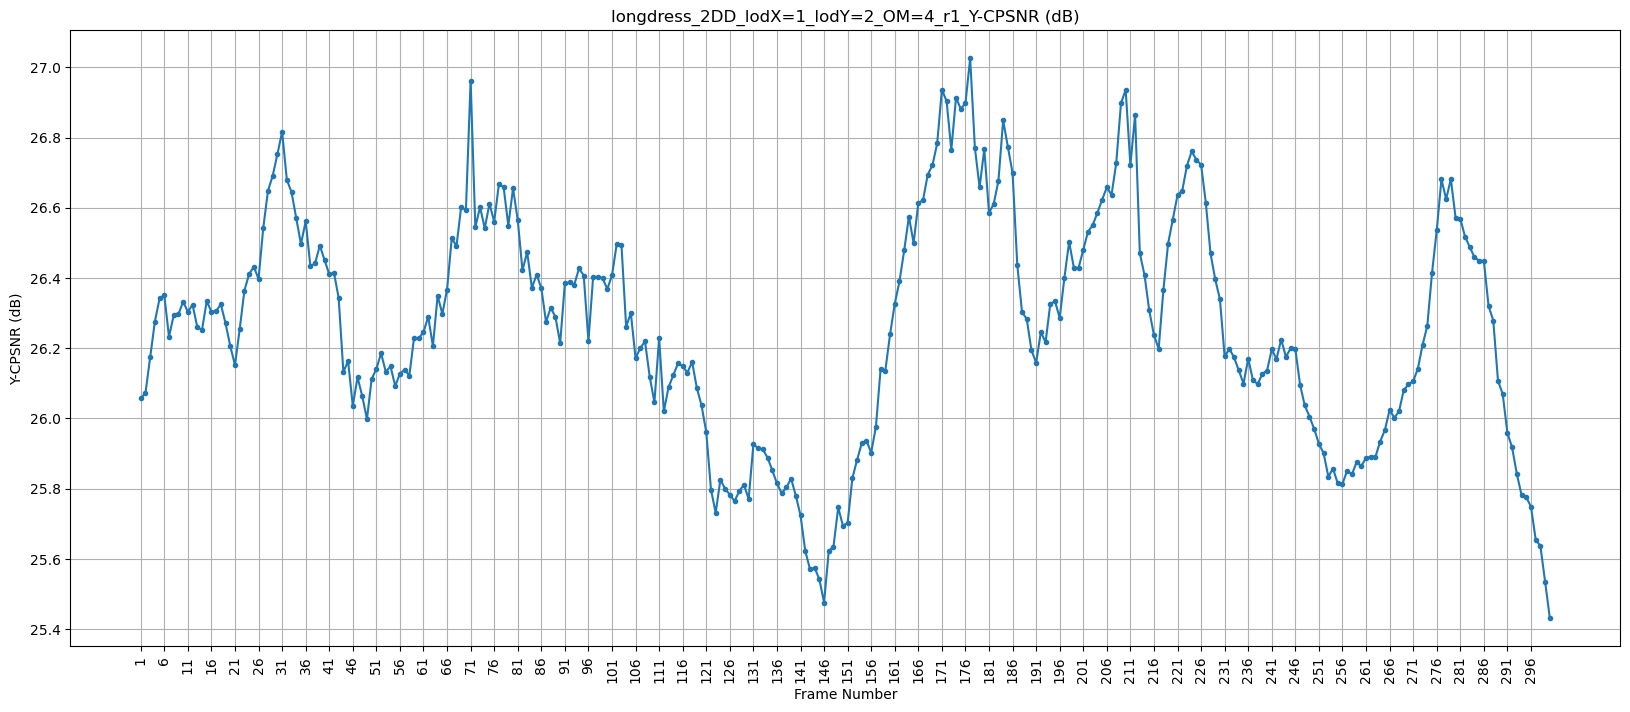 longdress_2DD_lodX=1_lodY=2_OM=4_r1_Y-CPSNR (dB)
27.0
26.8
26.6
26.4
26.2
26.0
25.8
25.6
25.4
Y-CPSNR (dB)
1 6 11 16 21 26 31 36 41 46 51 56 61 66 71 76 81 86 91 96 101 106 111 116 121 126 131 136 141 146 151 156 161 166 171 176 181 186 191 196 201 206 211 216 221 226 231 236 241 246 251 256 261 266 271 276 281 286 291 296
Frame Number